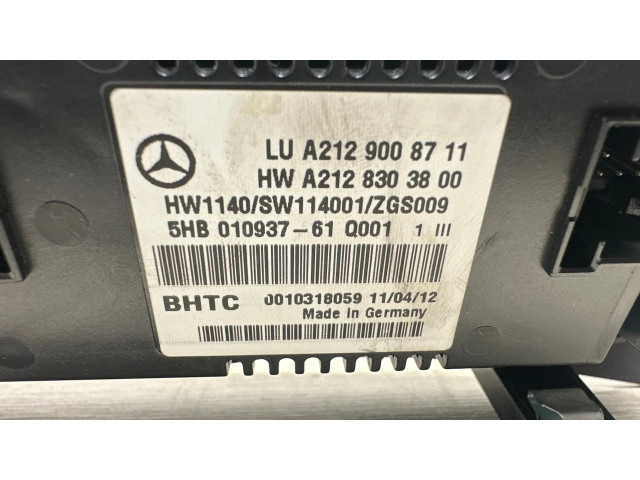 LU A212 900 87 11
HW A212 830 38 00
HW1140/SW114001/ZGS009
5HB 010937-61 Q001 1 III
BHTC 0010318059 11/04/12
Made in Germany